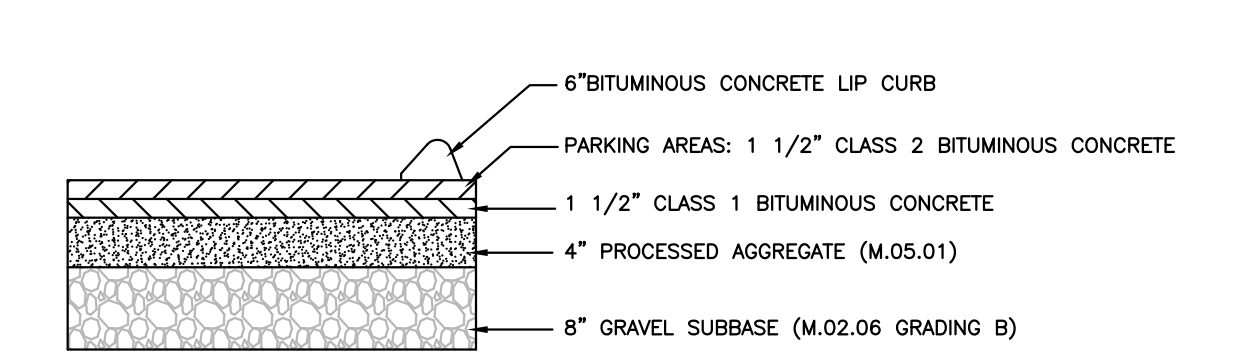 6”BITUMINOUS CONCRETE LIP CURB
PARKING AREAS: 1 1/2” CLASS 2 BITUMINOUS CONCRETE
1 1/2” CLASS 1 BITUMINOUS CONCRETE
4” PROCESSED AGGREGATE (M.05.01)
8” GRAVEL SUBBASE (M.02.06 GRADING B)